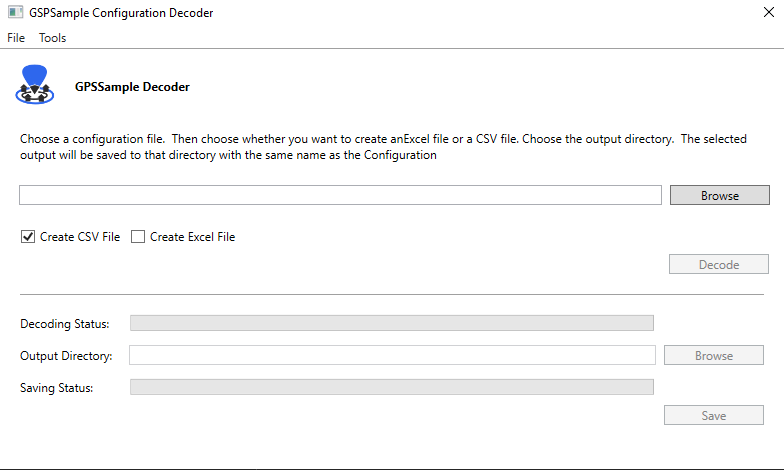 GSPSample Configuration Decoder
File Tools
GPSSample Decoder
Choose a configuration file. Then choose whether you want to create anExcel file or a CSV file. Choose the output directory. The selected
output will be saved to that directory with the same name as the Configuration
Browse
Create CSV File Create Excel File
Decode
Decoding Status:
Output Directory: Browse
Saving Status:
Save